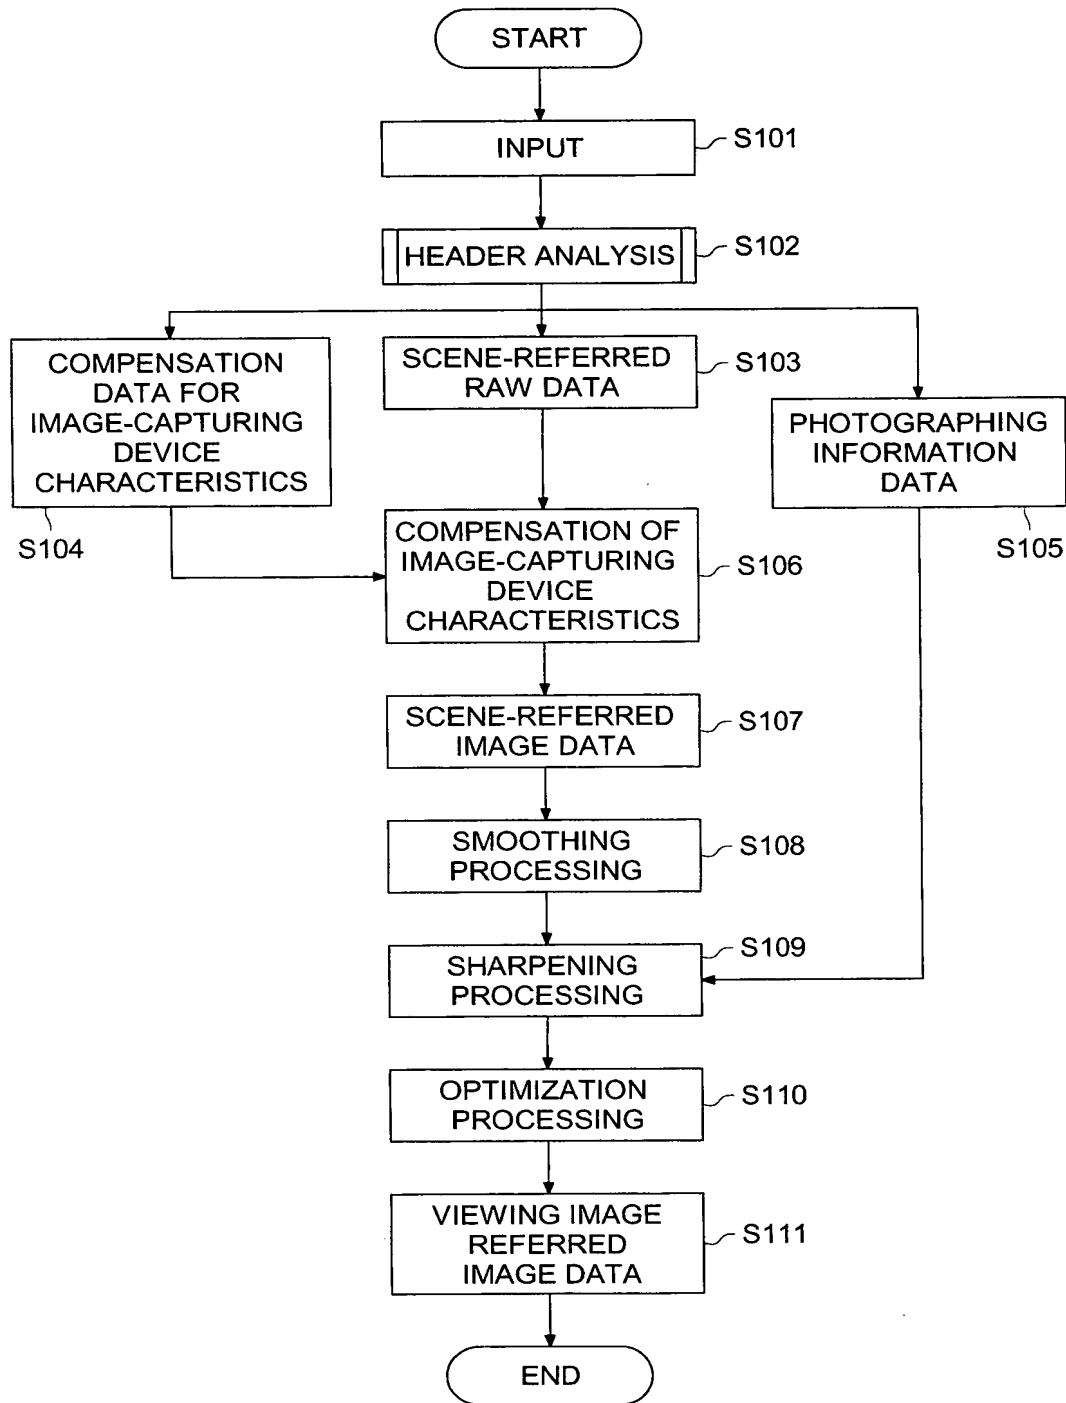 START
INPUT
S101
HEADER ANALYSIS
S102
COMPENSATION
DATA FOR
IMAGE-CAPTURING
DEVICE
CHARACTERISTICS
S104
SCENE-REFERRED
RAW DATA
S103
PHOTOGRAPHING
INFORMATION
DATA
S105
COMPENSATION OF
IMAGE-CAPTURING
DEVICE
CHARACTERISTICS
S106
SCENE-REFERRED
IMAGE DATA
S107
SMOOTHING
PROCESSING
S108
SHARPENING
PROCESSING
S109
OPTIMIZATION
PROCESSING
S110
VIEWING IMAGE
REFERRED
IMAGE DATA
S111
END